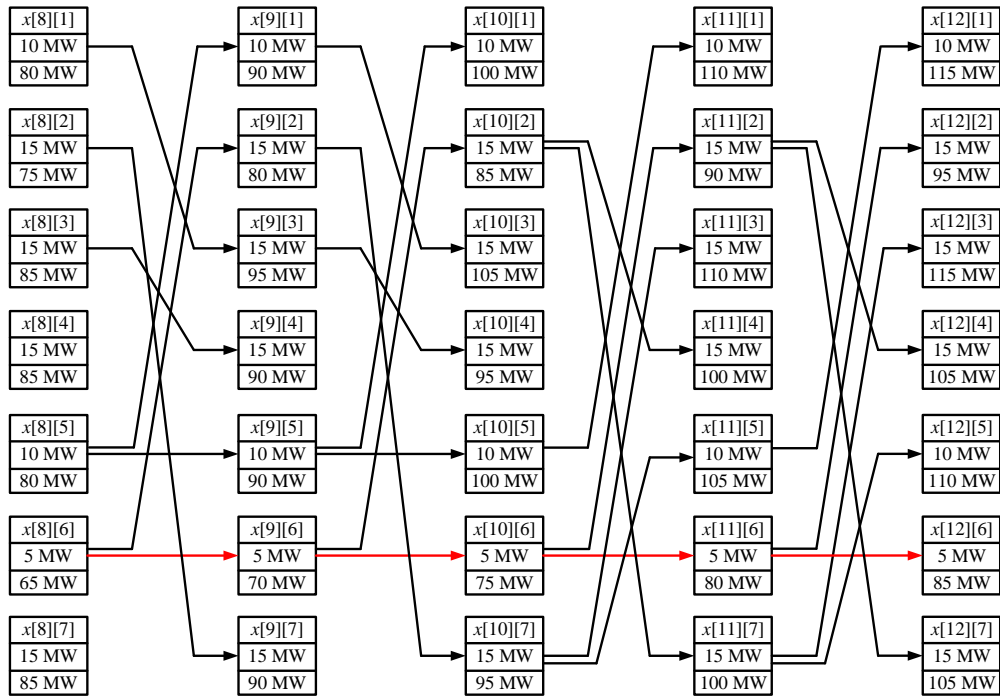 x[8][1]
10 MW
80 MW
x[8][2]
15 MW
75 MW
x[8][3]
15 MW
85 MW
x[8][4]
15 MW
85 MW
x[8][5]
10 MW
80 MW
x[8][6]
5 MW
65 MW
x[8][7]
15 MW
85 MW
x[9][1]
10 MW
90 MW
x[9][2]
15 MW
80 MW
x[9][3]
15 MW
95 MW
x[9][4]
15 MW
90 MW
x[9][5]
10 MW
90 MW
x[9][6]
5 MW
70 MW
x[9][7]
15 MW
90 MW
x[10][1]
10 MW
100 MW
x[10][2]
15 MW
85 MW
x[10][3]
15 MW
105 MW
x[10][4]
15 MW
95 MW
x[10][5]
10 MW
100 MW
x[10][6]
5 MW
75 MW
x[10][7]
15 MW
95 MW
x[11][1]
10 MW
110 MW
x[11][2]
15 MW
90 MW
x[11][3]
15 MW
110 MW
x[11][4]
15 MW
100 MW
x[11][5]
10 MW
105 MW
x[11][6]
5 MW
80 MW
x[11][7]
15 MW
100 MW
x[12][1]
10 MW
115 MW
x[12][2]
15 MW
95 MW
x[12][3]
15 MW
115 MW
x[12][4]
15 MW
105 MW
x[12][5]
10 MW
110 MW
x[12][6]
5 MW
85 MW
x[12][7]
15 MW
105 MW